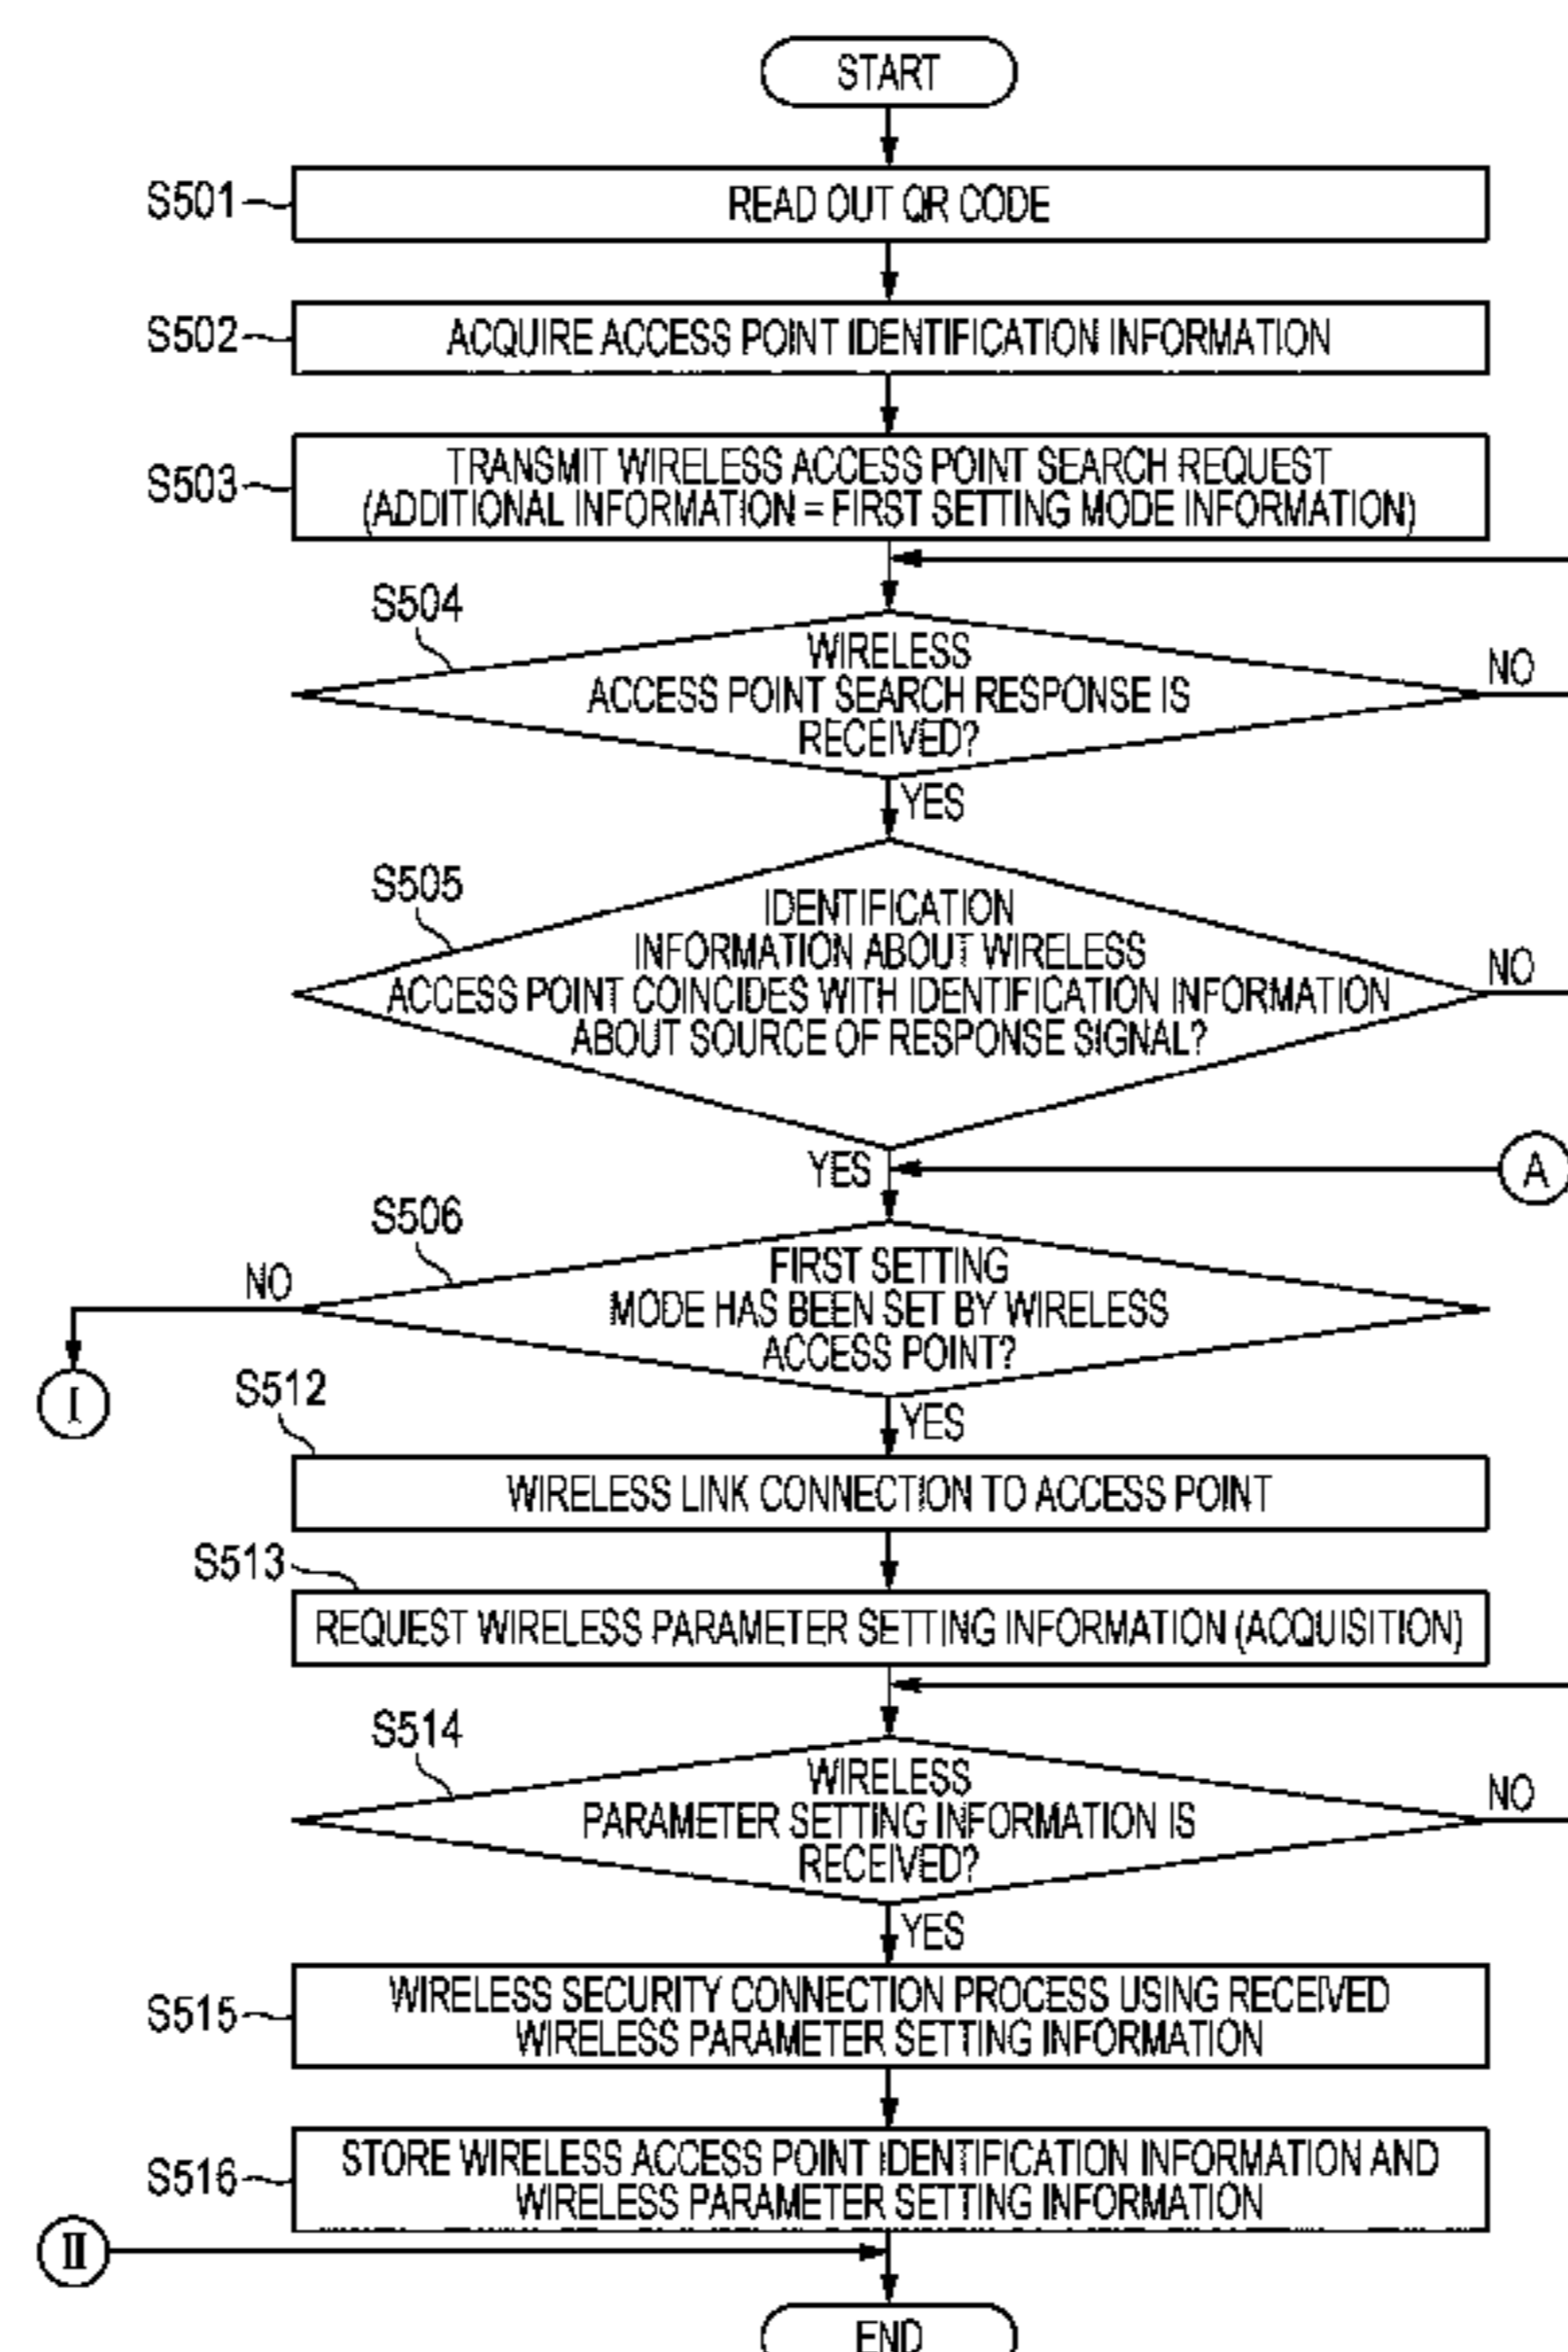 START
S501
READ OUT QR CODE
S502
ACQUIRE ACCESS POINT IDENTIFICATION INFORMATION
S503
TRANSMIT WIRELESS ACCESS POINT SEARCH REQUEST
(ADDITIONAL INFORMATION = FIRST SETTING MODE INFORMATION)
S504
WIRELESS
ACCESS POINT SEARCH RESPONSE IS
RECEIVED?
NO
YES
S505
IDENTIFICATION
INFORMATION ABOUT WIRELESS
ACCESS POINT COINCIDES WITH IDENTIFICATION INFORMATION
ABOUT SOURCE OF RESPONSE SIGNAL?
NO
YES
A
S506
FIRST SETTING
MODE HAS BEEN SET BY WIRELESS
ACCESS POINT?
NO
I
YES
S512
WIRELESS LINK CONNECTION TO ACCESS POINT
S513
REQUEST WIRELESS PARAMETER SETTING INFORMATION (ACQUISITION)
S514
WIRELESS
PARAMETER SETTING INFORMATION IS
RECEIVED?
NO
YES
S515
WIRELESS SECURITY CONNECTION PROCESS USING RECEIVED
WIRELESS PARAMETER SETTING INFORMATION
S516
STORE WIRELESS ACCESS POINT IDENTIFICATION INFORMATION AND
WIRELESS PARAMETER SETTING INFORMATION
II
END